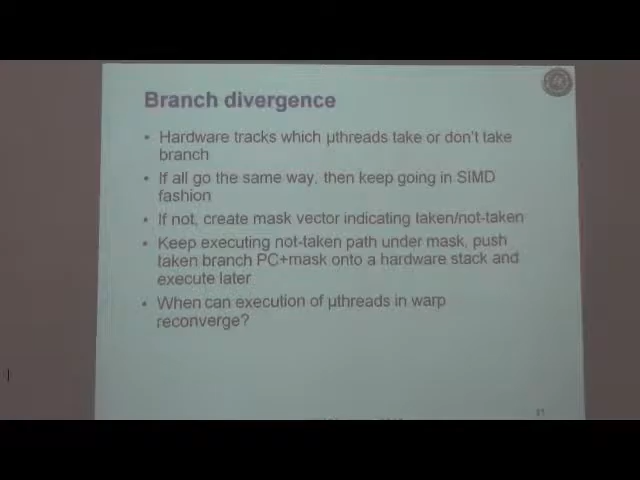 Branch divergence
• Hardware tracks which µthreads take or don't take
branch
• If all go the same way, then keep going in SIMD
fashion
• If not, create mask vector indicating taken/not-taken
• Keep executing not-taken path under mask, push
taken branch PC+mask onto a hardware stack and
execute later
• When can execution of µthreads in warp
reconverge?